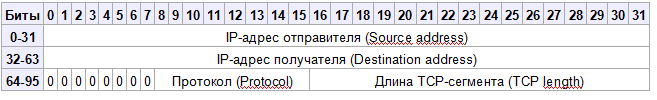 Биты 0 1 2 3 4 5 6 7 8 9 10 11 12 13 14 15 16 17 18 19 20 21 22 23 24 25 26 27 28 29 30 31
0-31 IP-адрес отправителя (Source address)
32-63 IP-адрес получателя (Destination address)
64-95 0 0 0 0 0 0 0 0 Протокол (Protocol) Длина TCP-сегмента (TCP length)